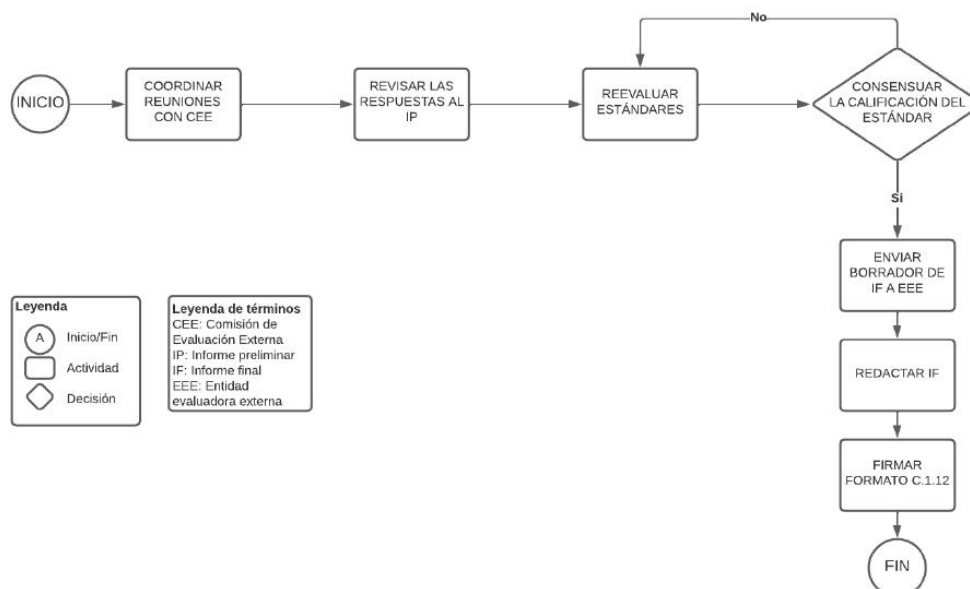 No
INICIO
COORDINAR
REUNIONES
CON CEE
REVISAR LAS
RESPUESTAS AL
IP
REEVALUAR
ESTÁNDARES
CONSENSUAR
LA CALIFICACIÓN DEL
ESTÁNDAR
Si
ENVIAR
BORRADOR DE
IF A EEE
REDACTAR IF
FIRMAR
FORMATO C.1.12
FIN
Leyenda
A Inicio/Fin
Actividad
Decisión
Leyenda de términos
CEE: Comisión de
Evaluación Externa
IP: Informe preliminar
IF: Informe final
EEE: Entidad
evaluadora externa